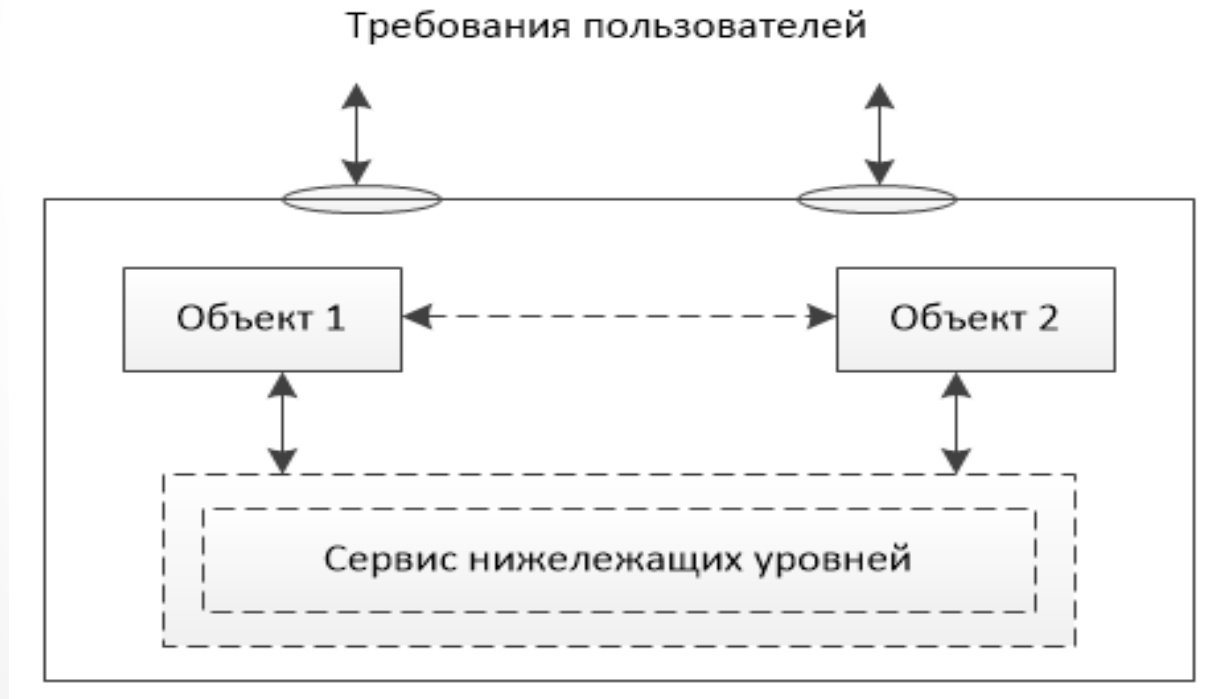 Требования пользователей
Объект 1
Объект 2
Сервис нижележащих уровней